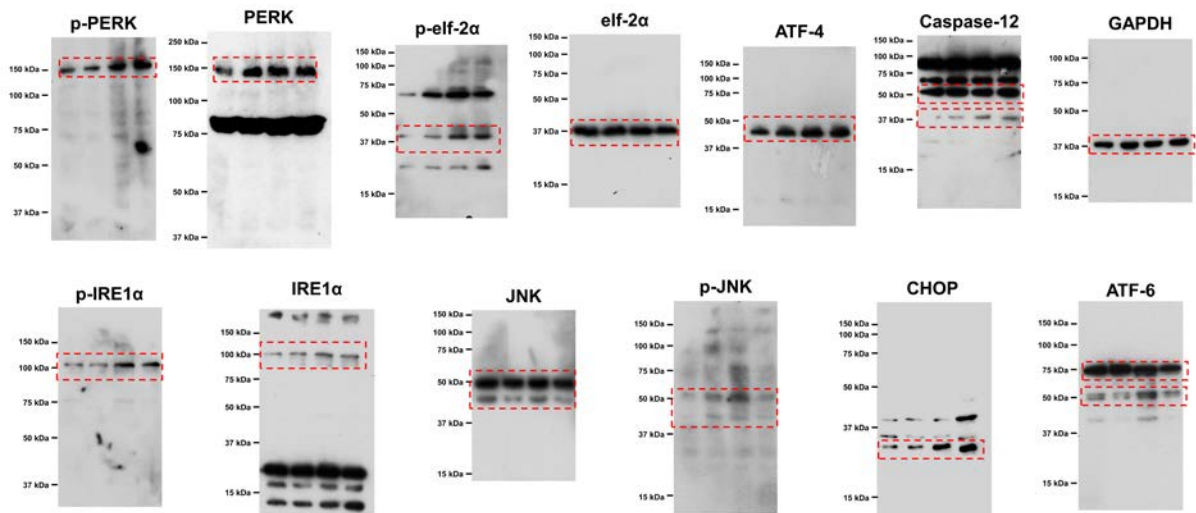 p-PERK
150 kDa
100 kDa
75 kDa
50 kDa
37 kDa
PERK
250 kDa
150 kDa
100 kDa
75 kDa
50 kDa
37 kDa
p-eIf-2α
150 kDa
100 kDa
75 kDa
50 kDa
37 kDa
15 kDa
eIf-2α
150 kDa
100 kDa
75 kDa
50 kDa
37 kDa
15 kDa
ATF-4
150 kDa
100 kDa
75 kDa
50 kDa
37 kDa
15 kDa
Caspase-12
150 kDa
100 kDa
75 kDa
50 kDa
37 kDa
15 kDa
GAPDH
100 kDa
75 kDa
50 kDa
37 kDa
15 kDa
p-IRE1α
150 kDa
100 kDa
75 kDa
50 kDa
37 kDa
IRE1α
150 kDa
100 kDa
75 kDa
50 kDa
37 kDa
15 kDa
JNK
150 kDa
100 kDa
75 kDa
50 kDa
37 kDa
15 kDa
p-JNK
150 kDa
100 kDa
75 kDa
50 kDa
37 kDa
15 kDa
CHOP
150 kDa
100 kDa
75 kDa
50 kDa
37 kDa
15 kDa
ATF-6
150 kDa
100 kDa
75 kDa
50 kDa
37 kDa
15 kDa